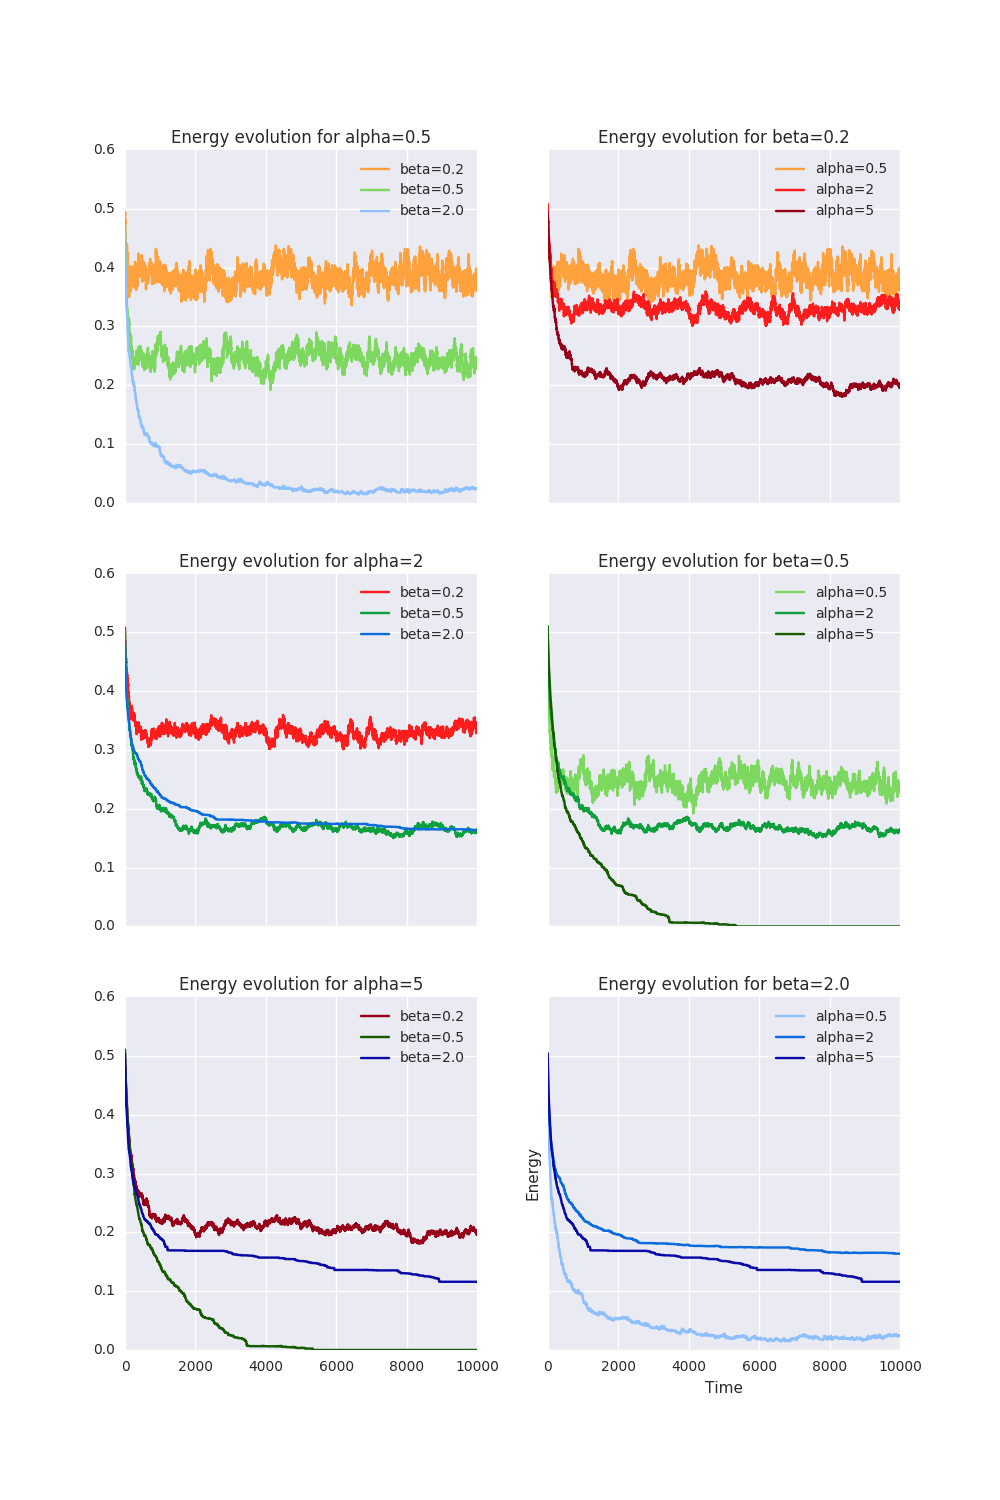 Energy evolution for alpha=0.5
0.6
0.5
0.4
0.3
0.2
0.1
0.0
beta=0.2
beta=0.5
beta=2.0
Energy evolution for beta=0.2
alpha=0.5
alpha=2
alpha=5
Energy evolution for alpha=2
0.6
0.5
0.4
0.3
0.2
0.1
0.0
beta=0.2
beta=0.5
beta=2.0
Energy evolution for beta=0.5
alpha=0.5
alpha=2
alpha=5
Energy evolution for alpha=5
0.6
0.5
0.4
0.3
0.2
0.1
0.0
beta=0.2
beta=0.5
beta=2.0
0 2000 4000 6000 8000 10000
Energy evolution for beta=2.0
alpha=0.5
alpha=2
alpha=5
Energy
0 2000 4000 6000 8000 10000
Time